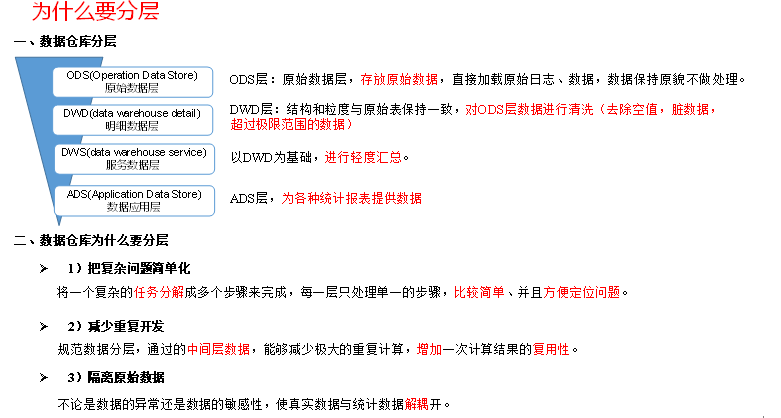 为什么要分层
一、数据仓库分层
ODS(Operation Data Store)
原始数据层
ODS层：原始数据层，存放原始数据，直接加载原始日志、数据，数据保持原貌不做处理。
DWD(data warehouse detail)
明细数据层
DWD层：结构和粒度与原始表保持一致，对ODS层数据进行清洗（去除空值，脏数据，
超过极限范围的数据）
DWS(data warehouse service)
服务数据层
以DWD为基础，进行轻度汇总。
ADS(Application Data Store)
数据应用层
ADS层，为各种统计报表提供数据
二、数据仓库为什么要分层
➢ 1）把复杂问题简单化
将一个复杂的任务分解成多个步骤来完成，每一层只处理单一的步骤，比较简单、并且方便定位问题。
➢ 2）减少重复开发
规范数据分层，通过的中间层数据，能够减少极大的重复计算，增加一次计算结果的复用性。
➢ 3）隔离原始数据
不论是数据的异常还是数据的敏感性，使真实数据与统计数据解耦开。